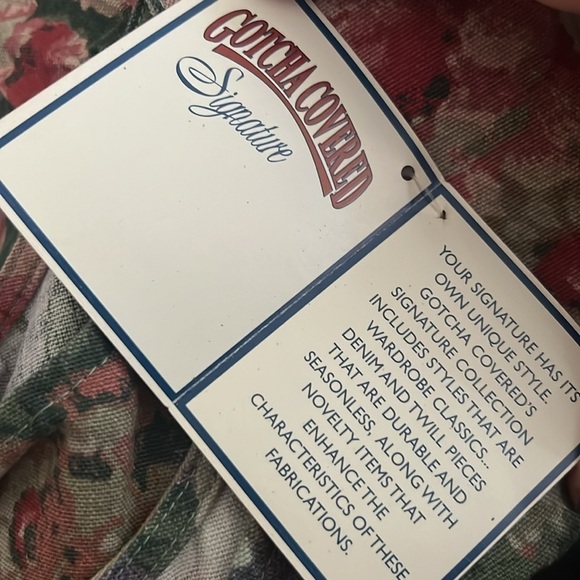 GOTCHA COVERED
Signature
YOUR SIGNATURE HAS ITS
OWN UNIQUE STYLE
GOTCHA COVERED'S
SIGNATURE COLLECTION
INCLUDES STYLES THAT ARE
WARDROBE CLASSICS...
DENIM AND TWILL PIECES
THAT ARE DURABLE AND
SEASONLESS, ALONG WITH
NOVELTY ITEMS THAT
ENHANCE THE
CHARACTERISTICS OF THESE
FABRICATIONS.